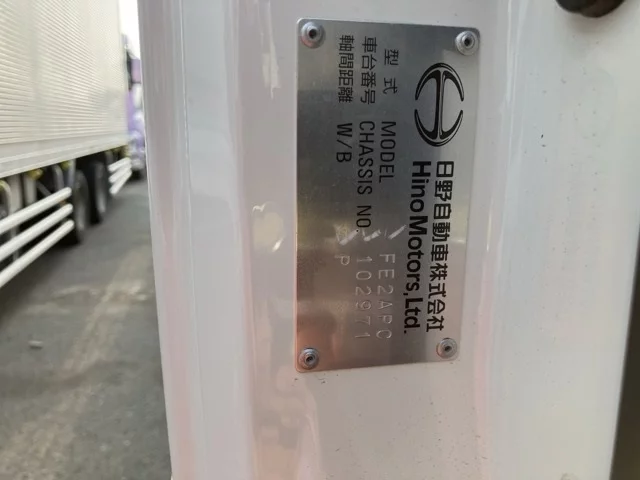 日野自動車株式会社
Hino Motors, Ltd.
型式 MODEL FE2APC
車台番号 CHASSIS NO. 102971
軸間距離 W/B P